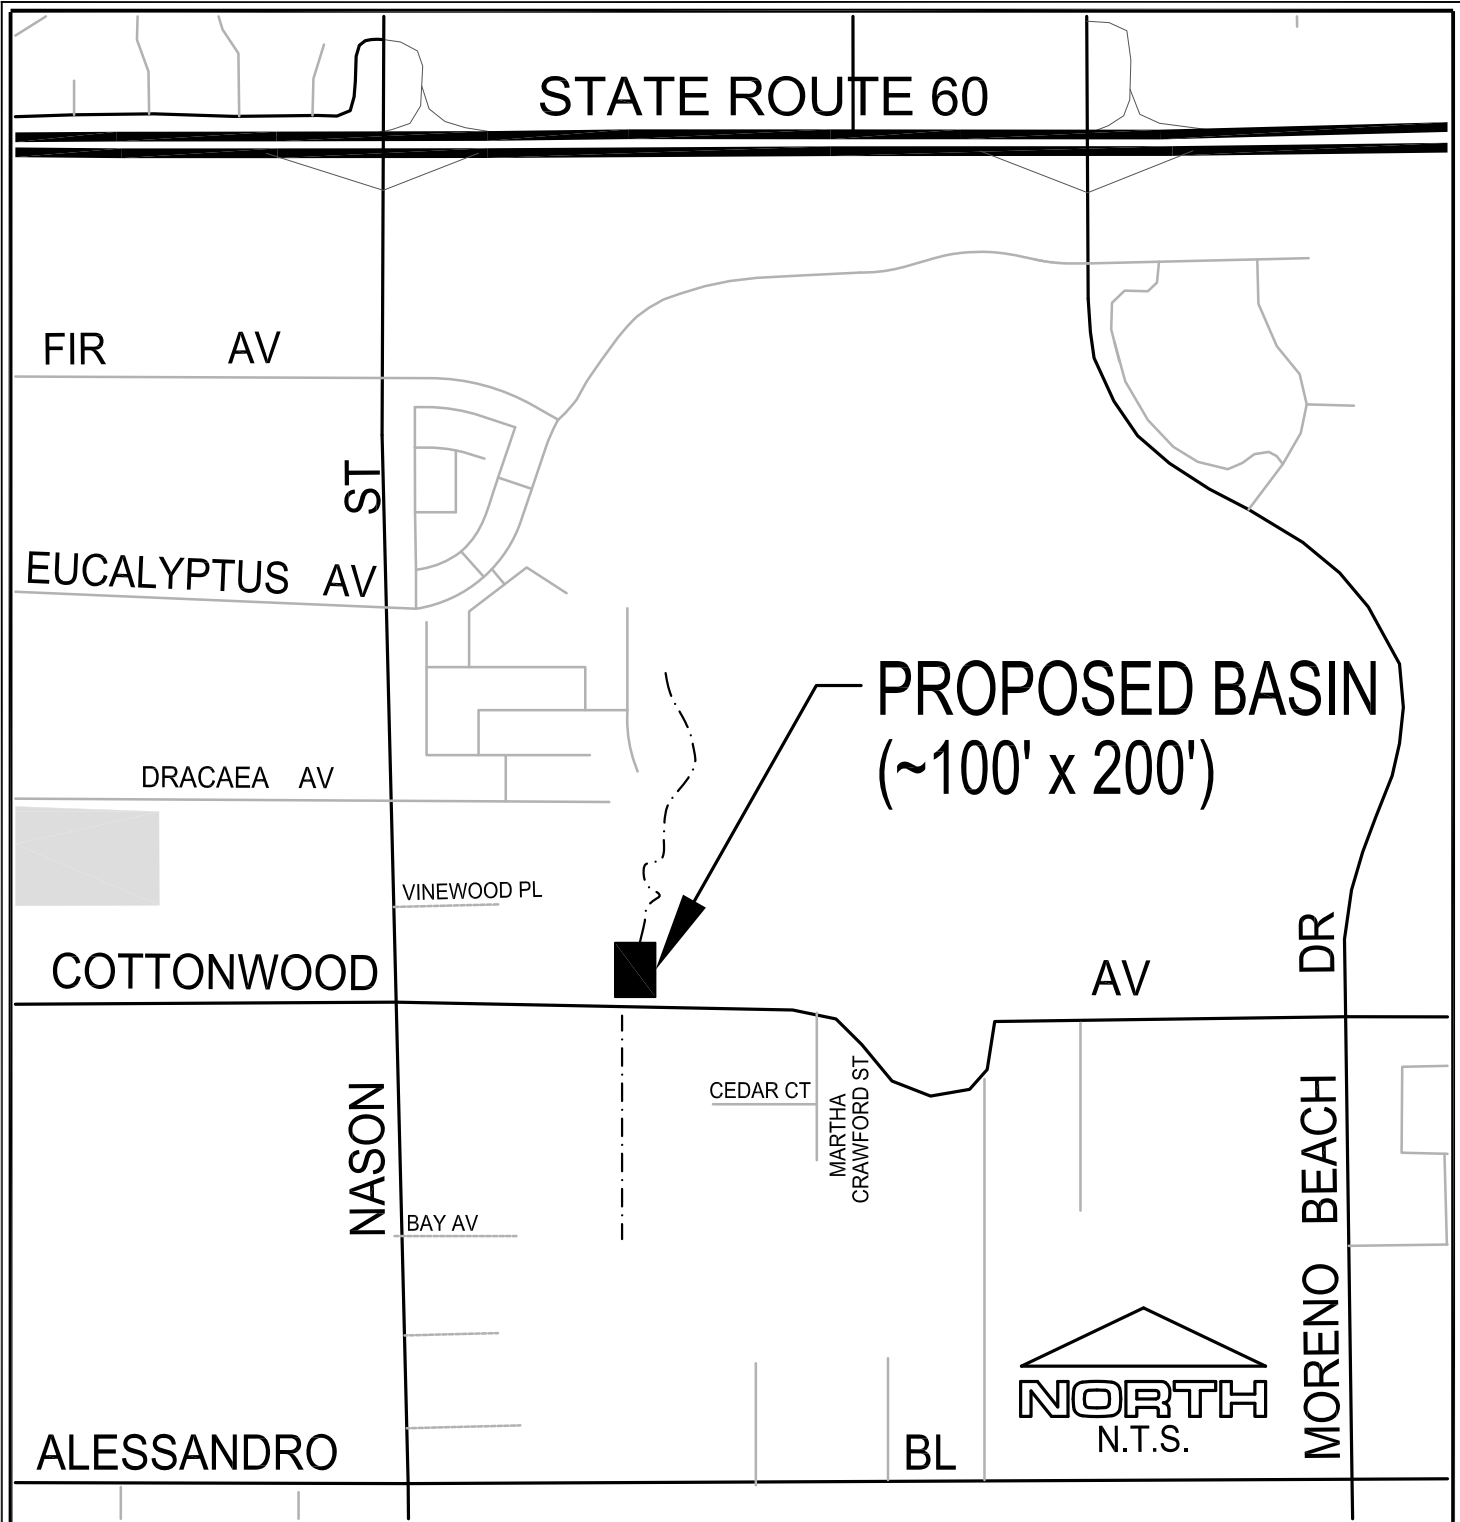 STATE ROUTE 60
FIR AV
ST
EUCALYPTUS AV
PROPOSED BASIN
(~100' x 200')
DRACAEA AV
VINEWOOD PL
COTTONWOOD AV
DR
CEDAR CT
MARTHA
CRAWFORD ST
NASON
MORENO BEACH
BAY AV
NORTH
N.T.S.
ALESSANDRO BL